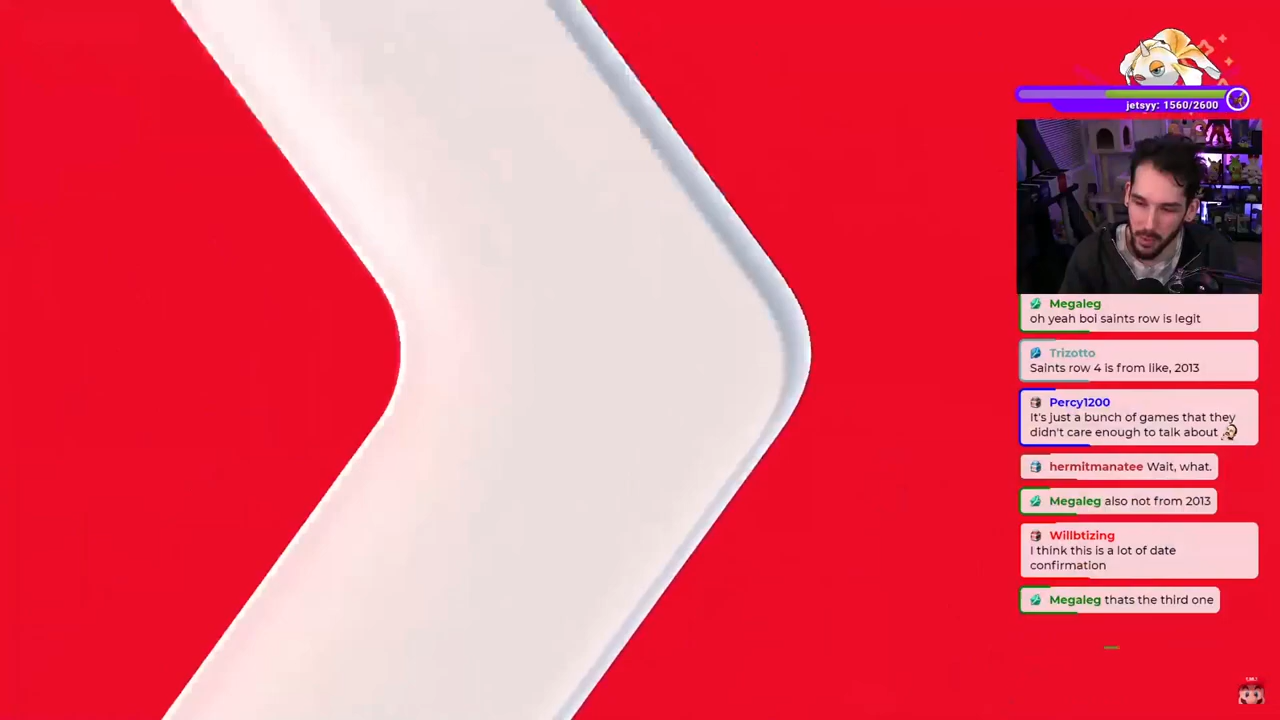 jetsyy: 1560/2600
Megaleg
oh yeah boi saints row is legit
Trizotto
Saints row 4 is from like, 2013
Percy1200
It's just a bunch of games that they
didn't care enough to talk about
hermitmanatee Wait, what.
Megaleg also not from 2013
Willbtizing
I think this is a lot of date
confirmation
Megaleg thats the third one